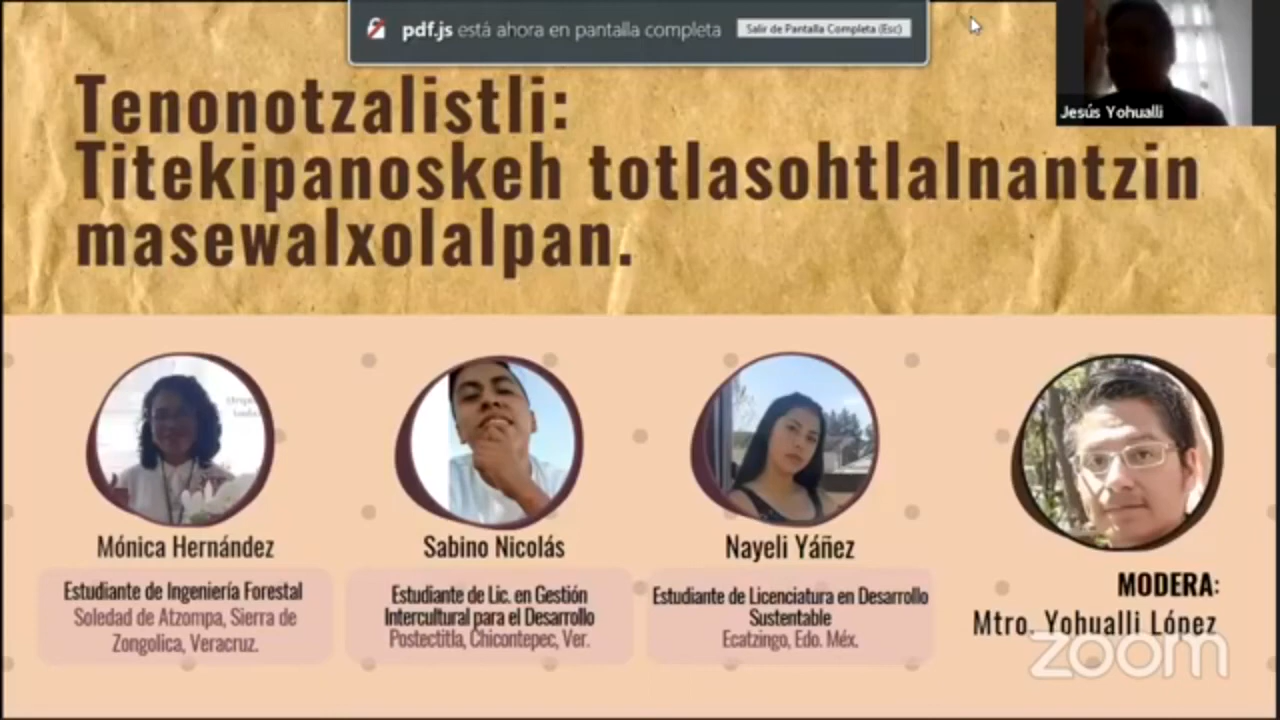 pdf.js está ahora en pantalla completa Salir de Pantalla Completa (Esc)
Jesús Yohualli
Tenonotzalistli:
Titekipanoskeh totlasohtlalnantzin
masewalxolalpan.
Mónica Hernández
Estudiante de Ingeniería Forestal
Soledad de Atzompa, Sierra de
Zongolica, Veracruz.
Sabino Nicolás
Estudiante de Lic. en Gestión
Intercultural para el Desarrollo
Postectitla, Chicontepec, Ver.
Nayeli Yáñez
Estudiante de Licenciatura en Desarrollo
Sustentable
Ecatzingo, Edo. Méx.
MODERA:
Mtro. Yohualli López
zoom